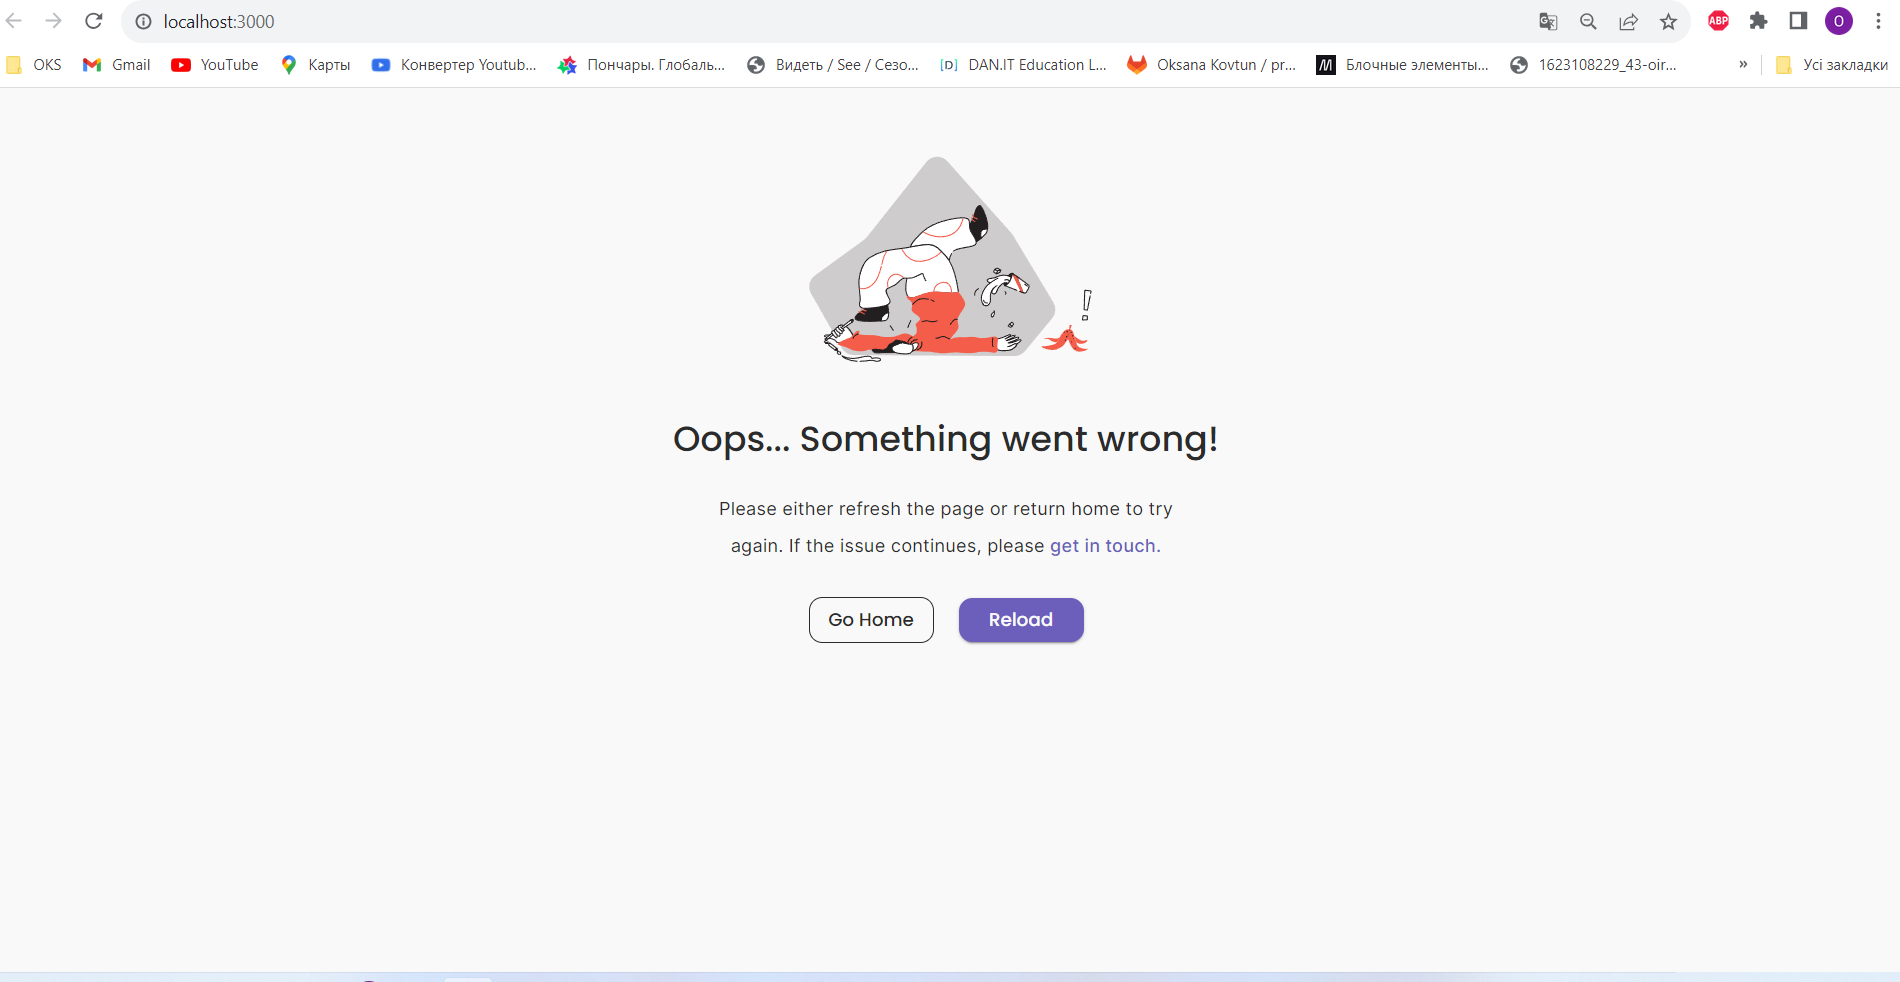 localhost:3000
ABP
O
OKS
Gmail
YouTube
Карты
Конвертер Youtub...
Пончары. Глобаль...
Видеть / See / Сезо...
[D] DAN.IT Education L...
Oksana Kovtun / pr...
Блочные элементы...
1623108229_43-oir...
»
Усі закладки
!
Oops... Something went wrong!
Please either refresh the page or return home to try
again. If the issue continues, please get in touch.
Go Home
Reload